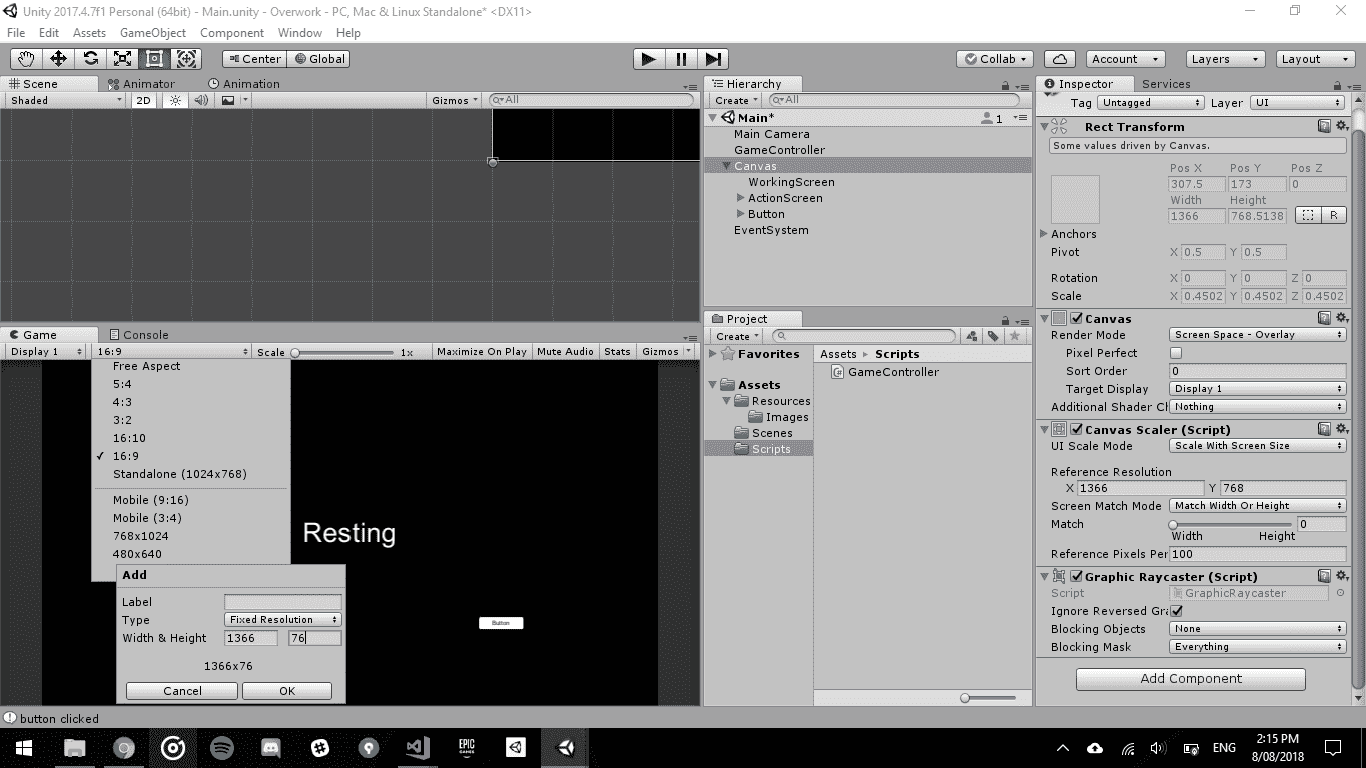 Unity 2017.4.7f1 Personal (64bit) - Main.unity - Overwork - PC, Mac & Linux Standalone* <DX11>
File Edit Assets GameObject Component Window Help
Center Global Collab Account Layers Layout
Scene Animator Animation
Shaded 2D Gizmos All
Game Console
Display 1 16:9 Scale 1x Maximize On Play Mute Audio Stats Gizmos
Free Aspect
5:4
4:3
3:2
16:10
✓ 16:9
Standalone (1024x768)
Mobile (9:16)
Mobile (3:4)
768x1024
480x640
Add
Label
Type Fixed Resolution
Width & Height 1366 76
1366x76
Cancel OK
Resting
Button
Hierarchy
Create All
Main* 1
Main Camera
GameController
Canvas
WorkingScreen
ActionScreen
Button
EventSystem
Project
Create
Favorites
Assets
Resources
Images
Scenes
Scripts
Assets ▸ Scripts
GameController
Inspector Services
Tag Untagged Layer UI
Rect Transform
Some values driven by Canvas.
Pos X Pos Y Pos Z
307.5 173 0
Width Height
1366 768.5138 R
Anchors
Pivot X 0.5 Y 0.5
Rotation X 0 Y 0 Z 0
Scale X 0.4502 Y 0.4502 Z 0.4502
Canvas
Render Mode Screen Space - Overlay
Pixel Perfect
Sort Order 0
Target Display Display 1
Additional Shader Cl Nothing
Canvas Scaler (Script)
UI Scale Mode Scale With Screen Size
Reference Resolution
X 1366 Y 768
Screen Match Mode Match Width Or Height
Match 0
Width Height
Reference Pixels Per 100
Graphic Raycaster (Script)
Script GraphicRaycaster
Ignore Reversed Gra
Blocking Objects None
Blocking Mask Everything
Add Component
button clicked
EPIC GAMES
ENG
2:15 PM
8/08/2018